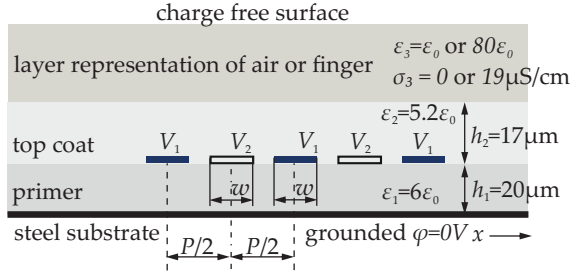 charge free surface
layer representation of air or finger
ε₃=ε₀ or 80ε₀
σ₃ = 0 or 19µS/cm
top coat
V₁ V₂ V₁ V₂ V₁
ε₂=5.2ε₀
h₂=17µm
primer
w w
ε₁=6ε₀
h₁=20µm
steel substrate
grounded φ=0V x
P/2 P/2